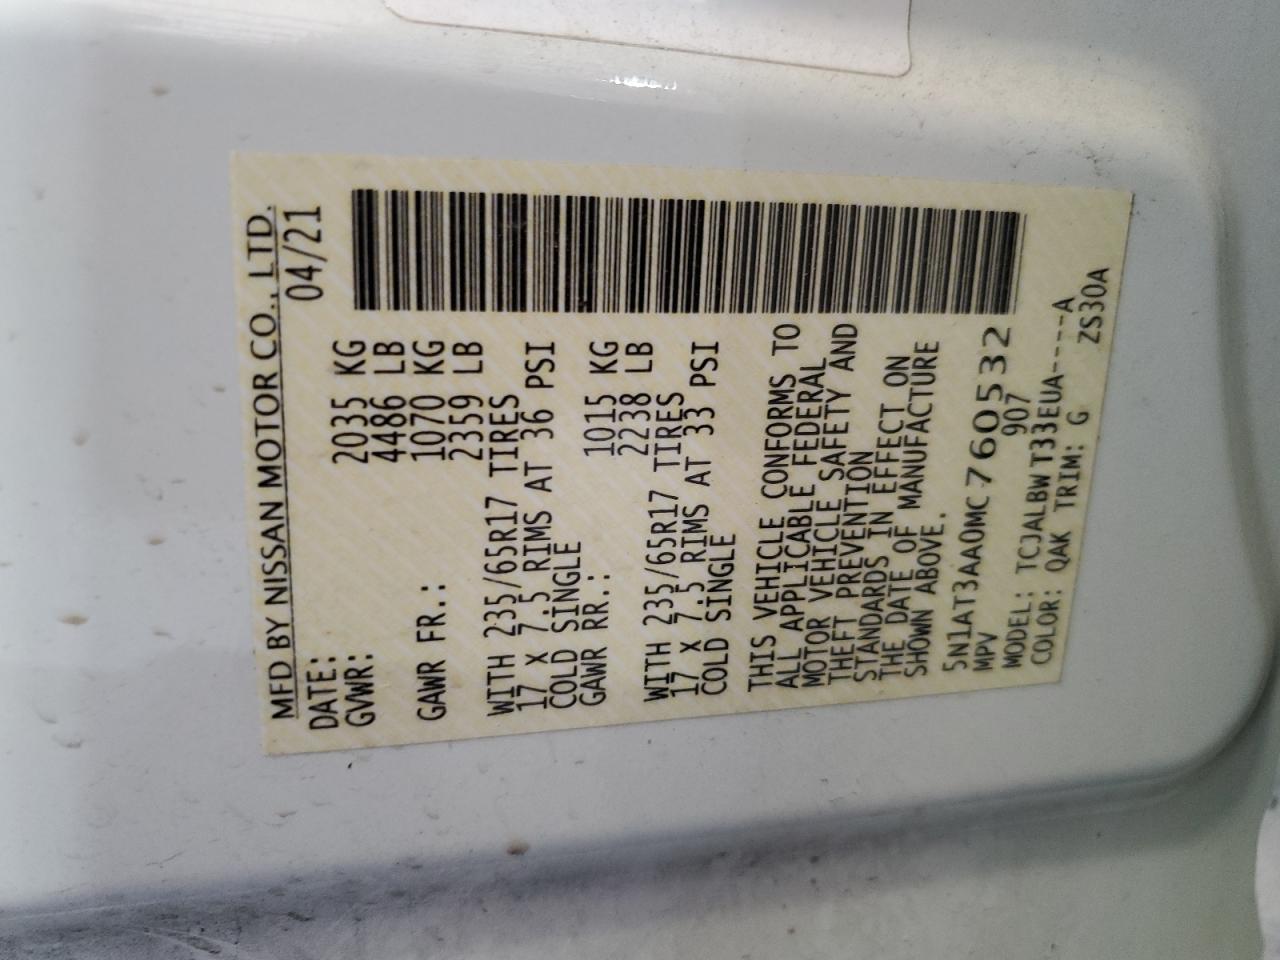 MFD BY NISSAN MOTOR CO., LTD.
DATE: 04/21
GVWR: 2035 KG
4486 LB
GAWR FR.: 1070 KG
2359 LB
WITH 235/65R17 TIRES
17 X 7.5 RIMS AT 36 PSI
COLD SINGLE
GAWR RR.: 1015 KG
2238 LB
WITH 235/65R17 TIRES
17 X 7.5 RIMS AT 33 PSI
COLD SINGLE
THIS VEHICLE CONFORMS TO
ALL APPLICABLE FEDERAL
MOTOR VEHICLE SAFETY AND
THEFT PREVENTION
STANDARDS IN EFFECT ON
THE DATE OF MANUFACTURE
SHOWN ABOVE.
5N1AT3AA0MC760532
MPV 907
MODEL: TCJALBWT33EUA----A
COLOR: QAK TRIM: G ZS30A